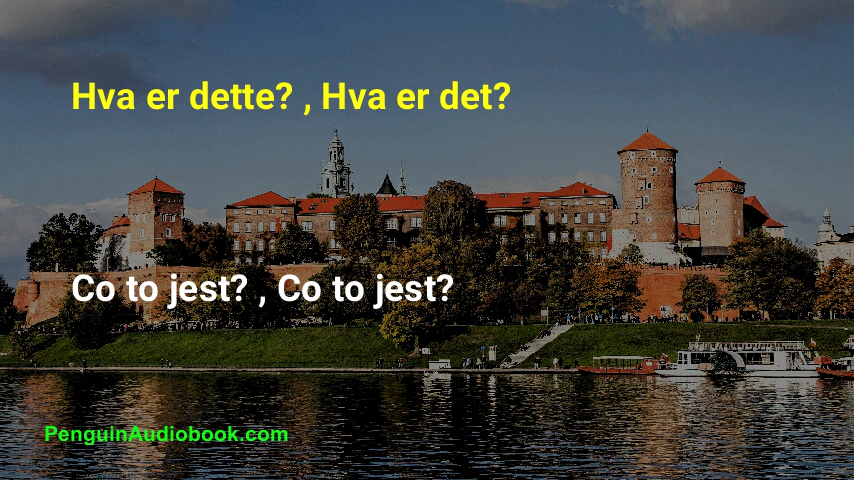 Hva er dette? , Hva er det?
Co to jest? , Co to jest?
PenguinAudiobook.com